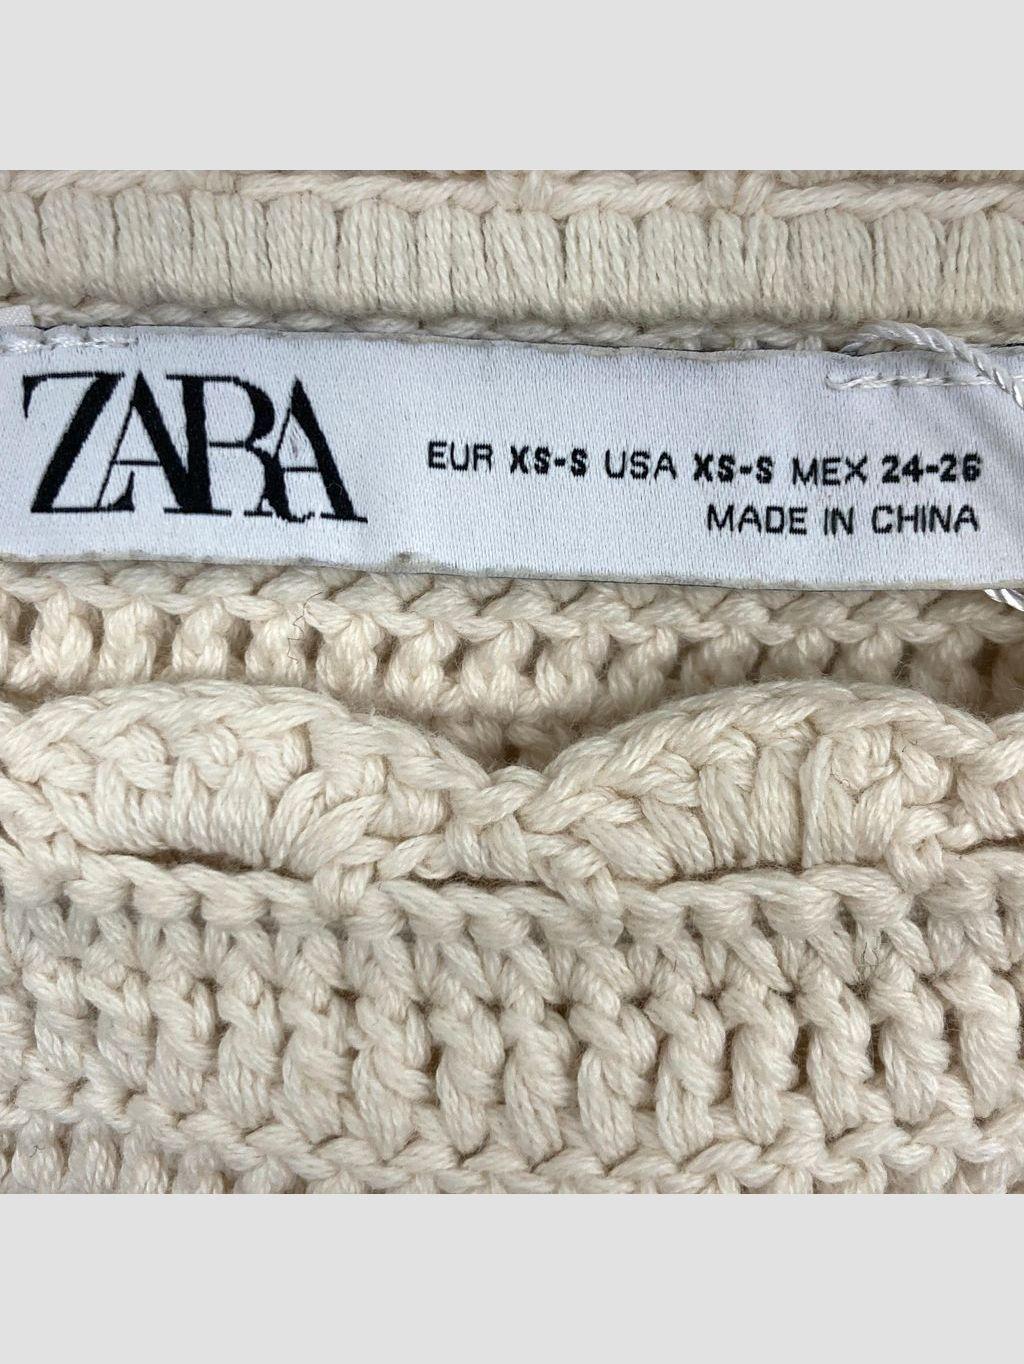 ZARA
EUR XS-S USA XS-S MEX 24-26
MADE IN CHINA